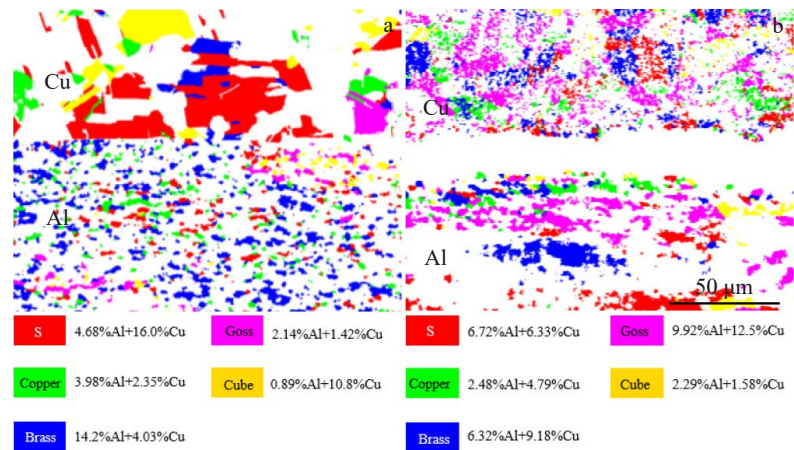 a
b
Cu
Cu
Al
Al
50 μm
S 4.68%Al+16.0%Cu Goss 2.14%Al+1.42%Cu
Copper 3.98%Al+2.35%Cu Cube 0.89%Al+10.8%Cu
Brass 14.2%Al+4.03%Cu
S 6.72%Al+6.33%Cu Goss 9.92%Al+12.5%Cu
Copper 2.48%Al+4.79%Cu Cube 2.29%Al+1.58%Cu
Brass 6.32%Al+9.18%Cu